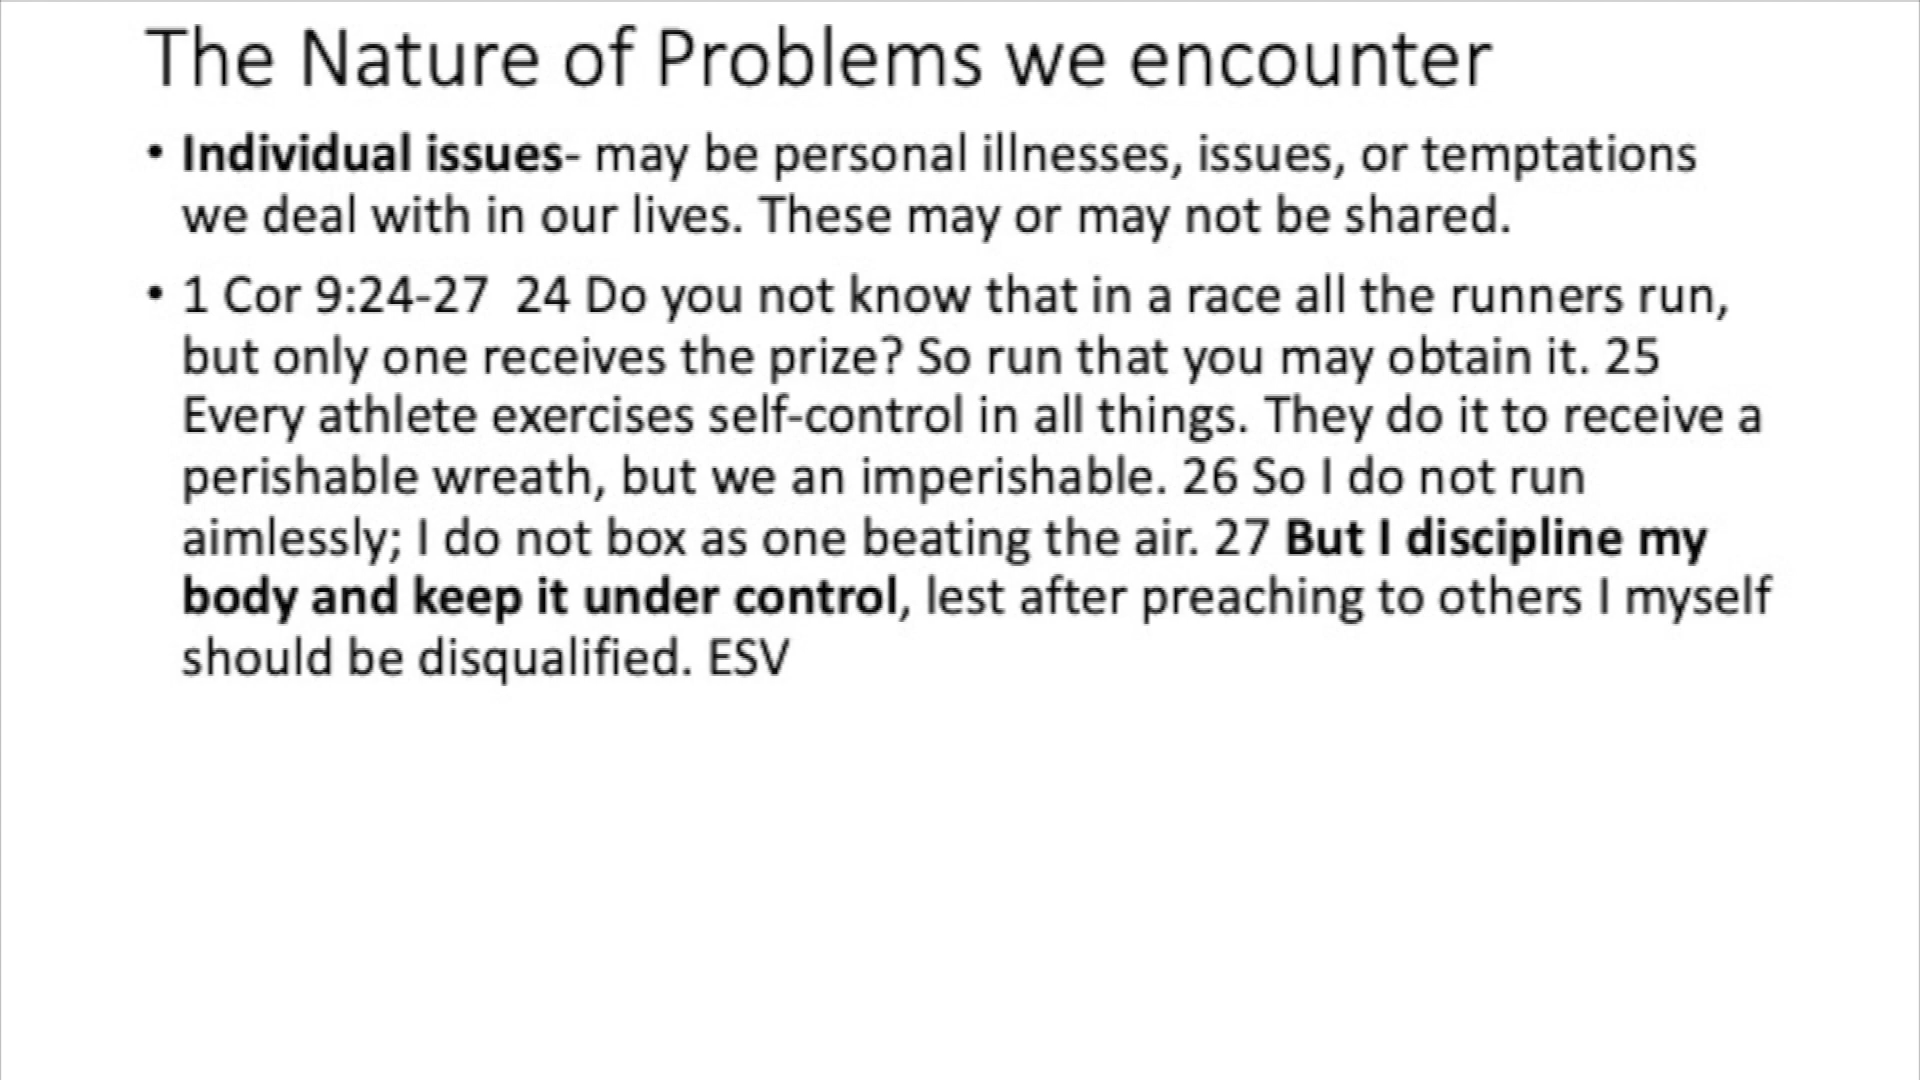 The Nature of Problems we encounter
• Individual issues- may be personal illnesses, issues, or temptations
we deal with in our lives. These may or may not be shared.
• 1 Cor 9:24-27  24 Do you not know that in a race all the runners run,
but only one receives the prize? So run that you may obtain it. 25
Every athlete exercises self-control in all things. They do it to receive a
perishable wreath, but we an imperishable. 26 So I do not run
aimlessly; I do not box as one beating the air. 27 But I discipline my
body and keep it under control, lest after preaching to others I myself
should be disqualified. ESV